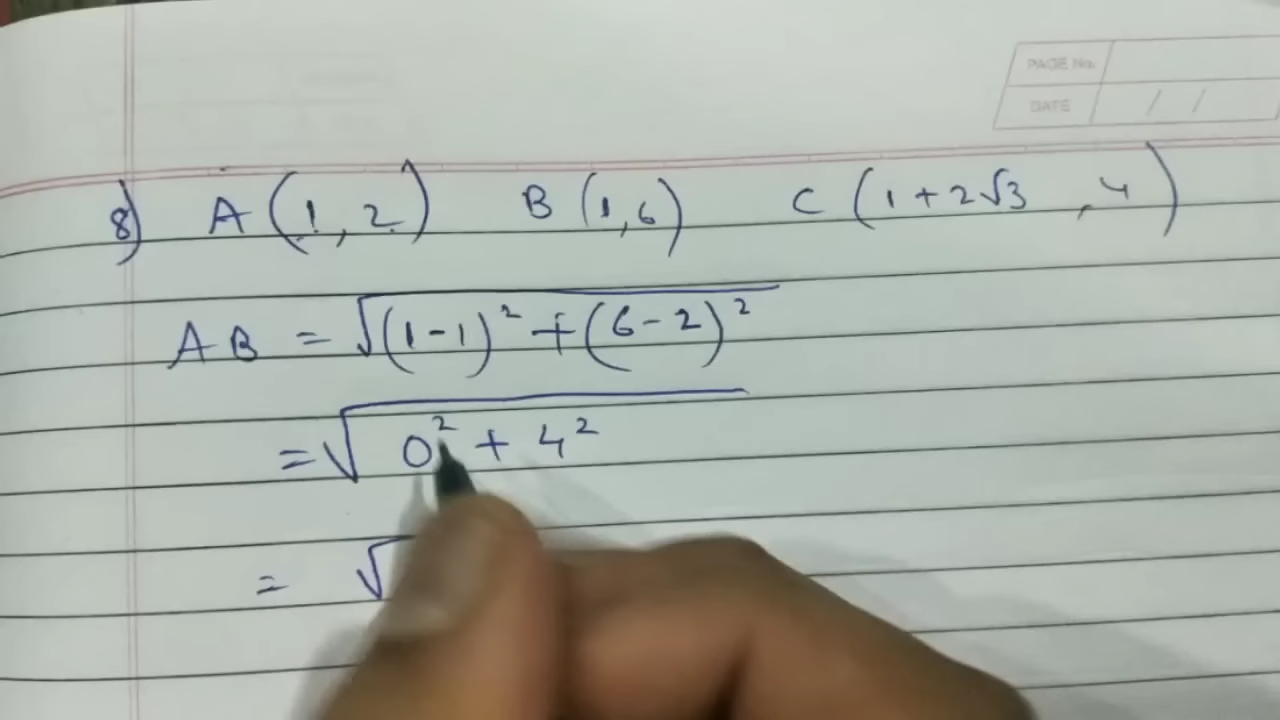 PAGE No.
DATE / /
8) A (1, 2) B (1, 6) C (1 + 2√3, 4)
AB = √(1-1)² + (6-2)²
= √0² + 4²
= √